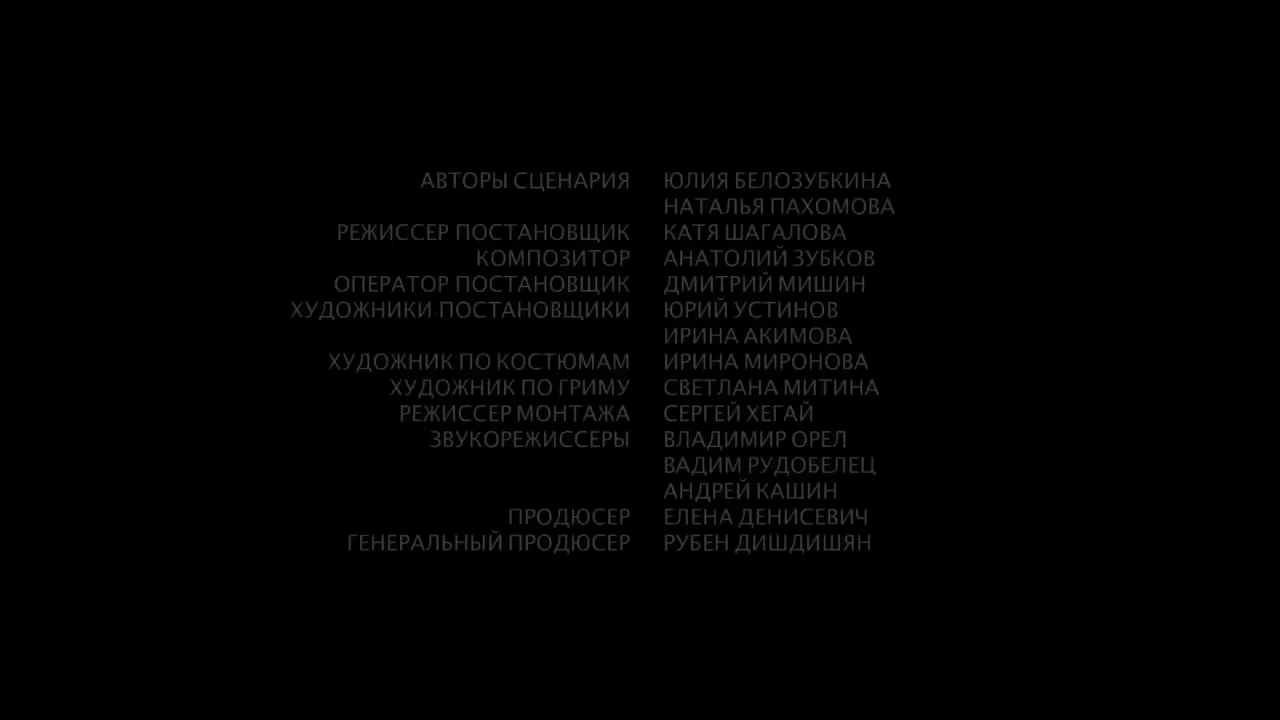 АВТОРЫ СЦЕНАРИЯ ЮЛИЯ БЕЛОЗУБКИНА
НАТАЛЬЯ ПАХОМОВА
РЕЖИССЕР ПОСТАНОВЩИК КАТЯ ШАГАЛОВА
КОМПОЗИТОР АНАТОЛИЙ ЗУБКОВ
ОПЕРАТОР ПОСТАНОВЩИК ДМИТРИЙ МИШИН
ХУДОЖНИКИ ПОСТАНОВЩИКИ ЮРИЙ УСТИНОВ
ИРИНА АКИМОВА
ХУДОЖНИК ПО КОСТЮМАМ ИРИНА МИРОНОВА
ХУДОЖНИК ПО ГРИМУ СВЕТЛАНА МИТИНА
РЕЖИССЕР МОНТАЖА СЕРГЕЙ ХЕГАЙ
ЗВУКОРЕЖИССЕРЫ ВЛАДИМИР ОРЕЛ
ВАДИМ РУДОБЕЛЕЦ
АНДРЕЙ КАШИН
ПРОДЮСЕР ЕЛЕНА ДЕНИСЕВИЧ
ГЕНЕРАЛЬНЫЙ ПРОДЮСЕР РУБЕН ДИШДИШЯН